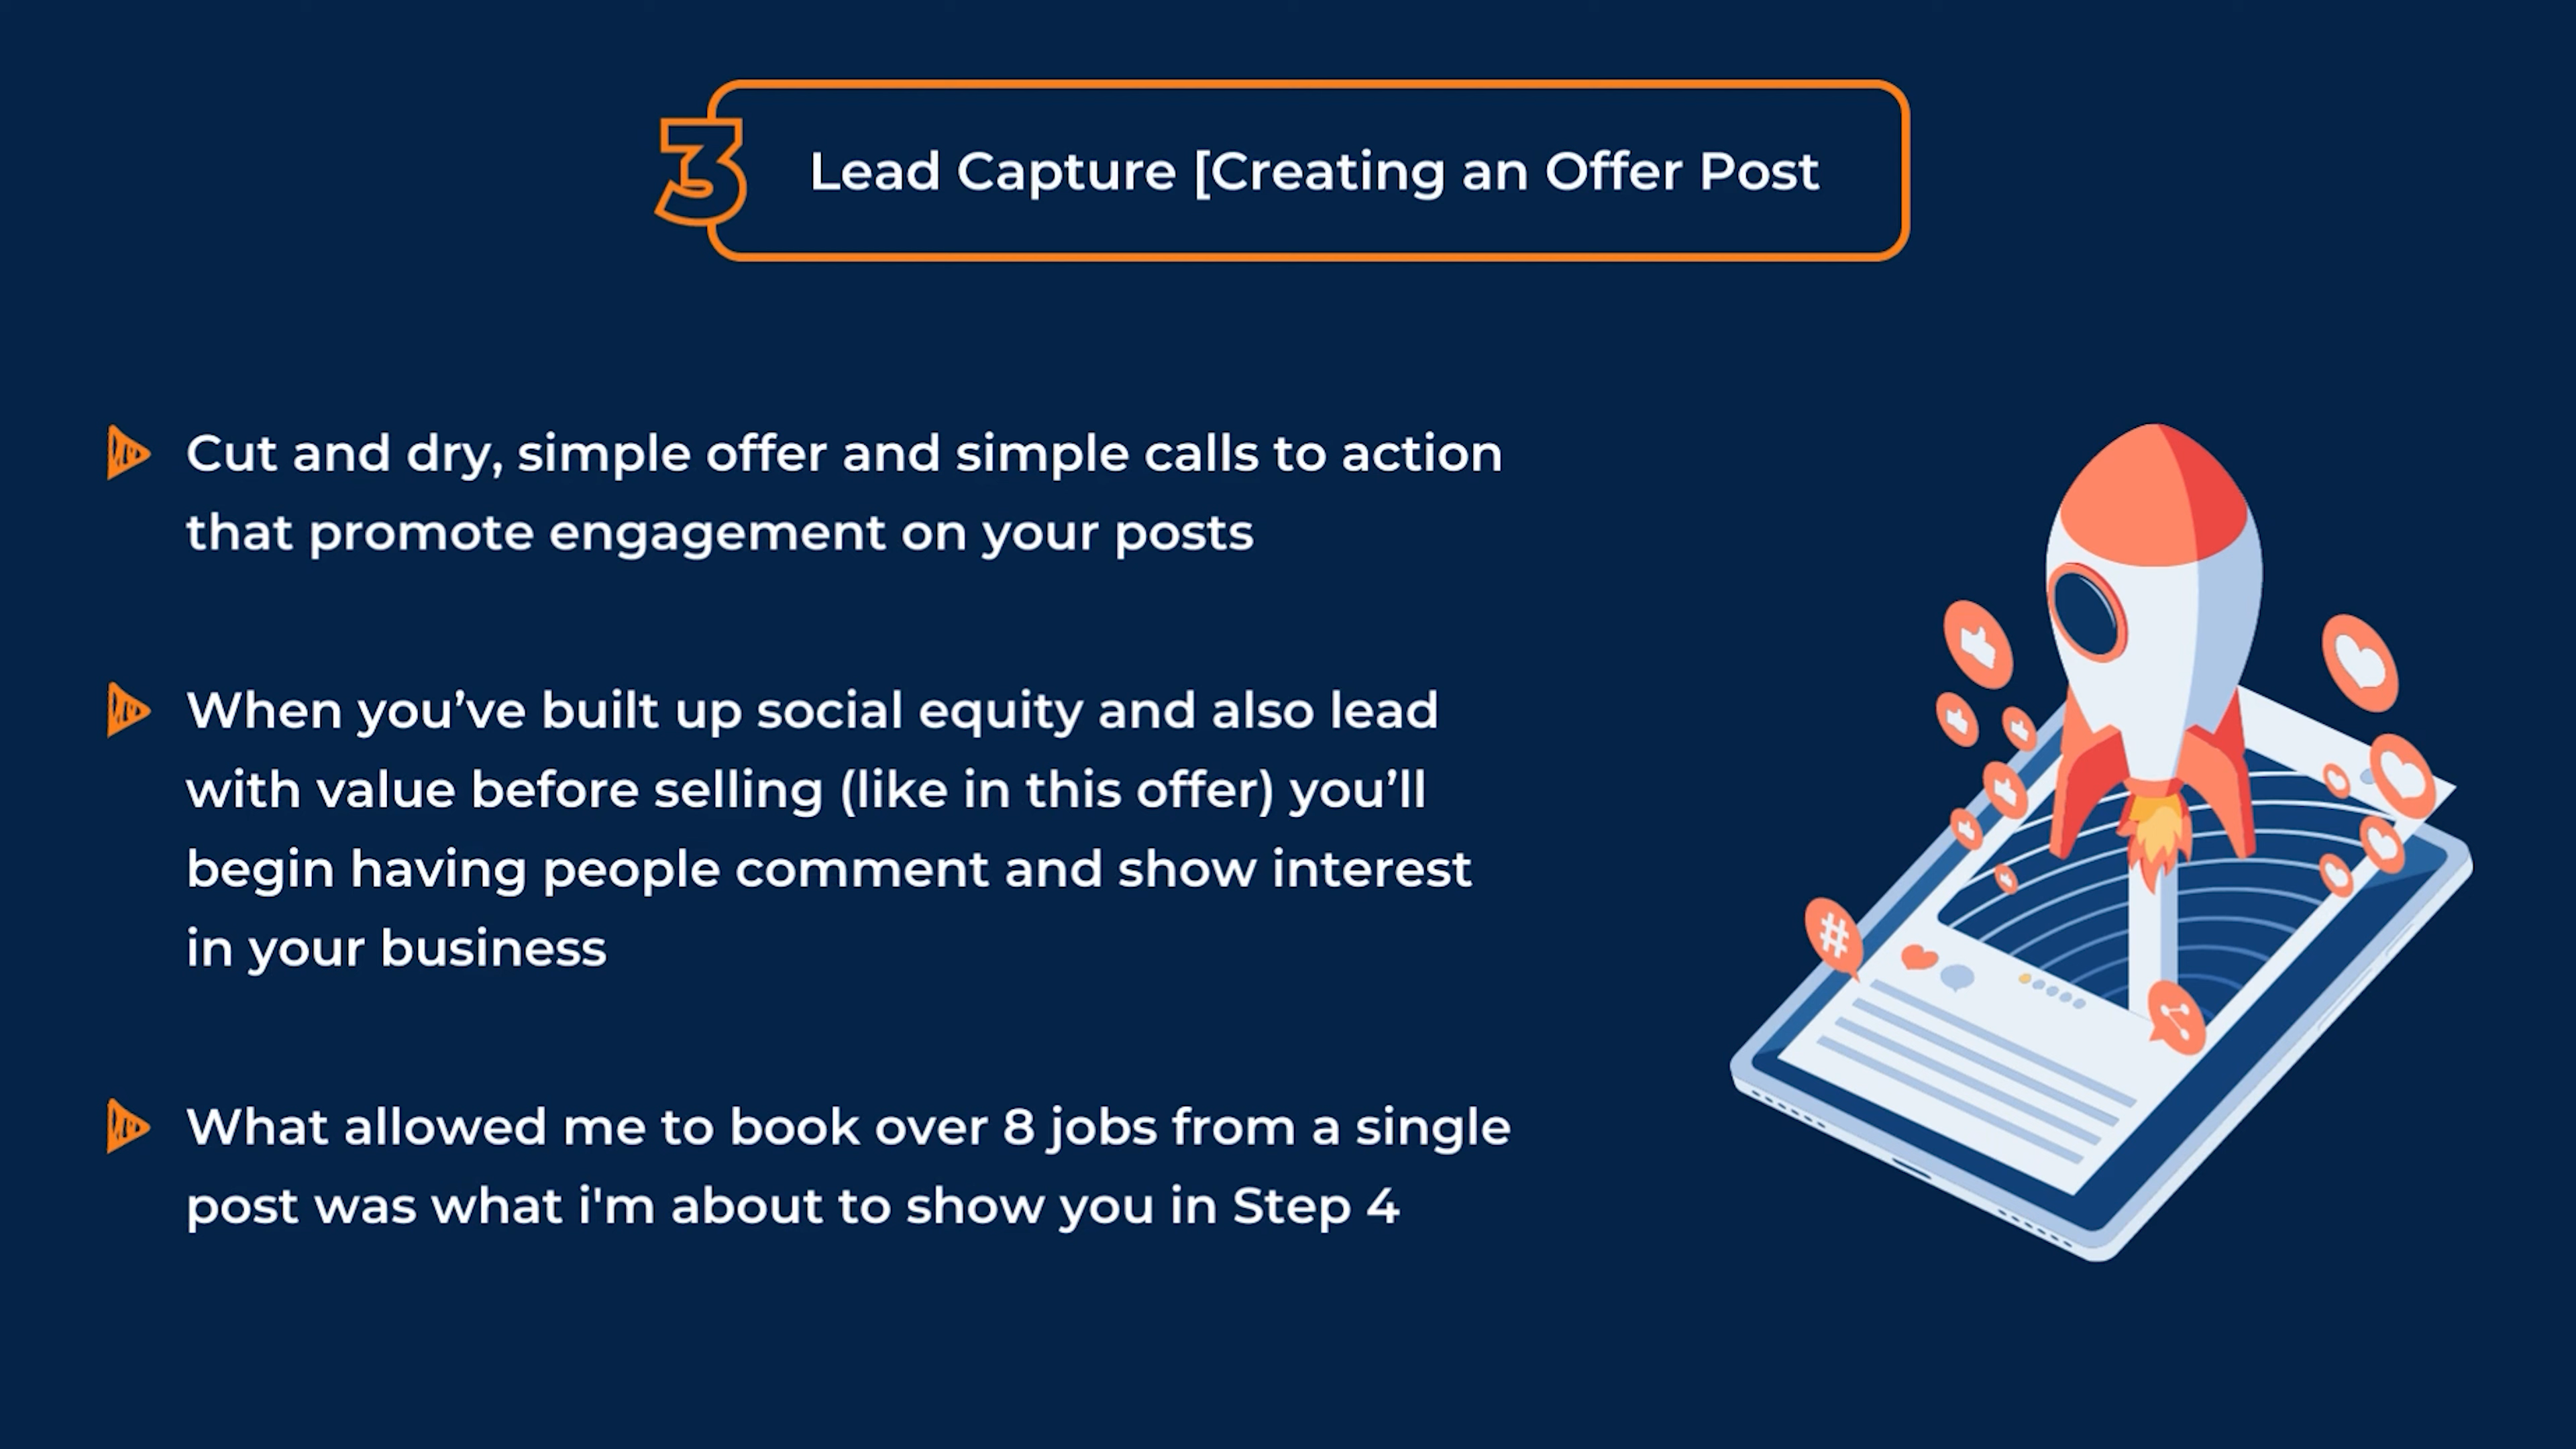 3
Lead Capture [Creating an Offer Post
Cut and dry, simple offer and simple calls to action
that promote engagement on your posts
When you’ve built up social equity and also lead
with value before selling (like in this offer) you’ll
begin having people comment and show interest
in your business
What allowed me to book over 8 jobs from a single
post was what i'm about to show you in Step 4
#